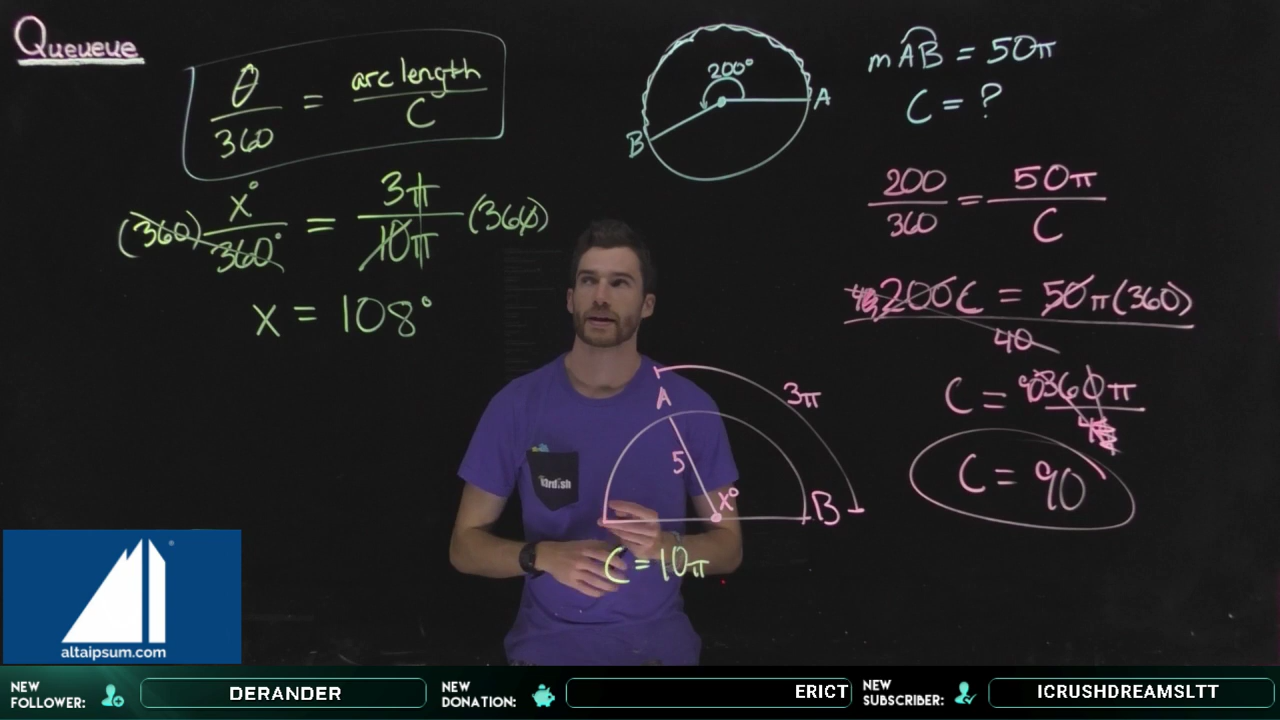 Queueue
θ/360 = arc length/C
(360) x°/360° = 3π/10π (360)
x = 108°
200°
A
B
mAB = 50π
C = ?
200/360 = 50π/C
200C = 50π(360)
40
C = 360π
C = 90
A
3π
5
x°
B
C = 10π
Kardish
altaipsum.com
NEW FOLLOWER: DERANDER
NEW DONATION: ERICT
NEW SUBSCRIBER: ICRUSHDREAMSLTT